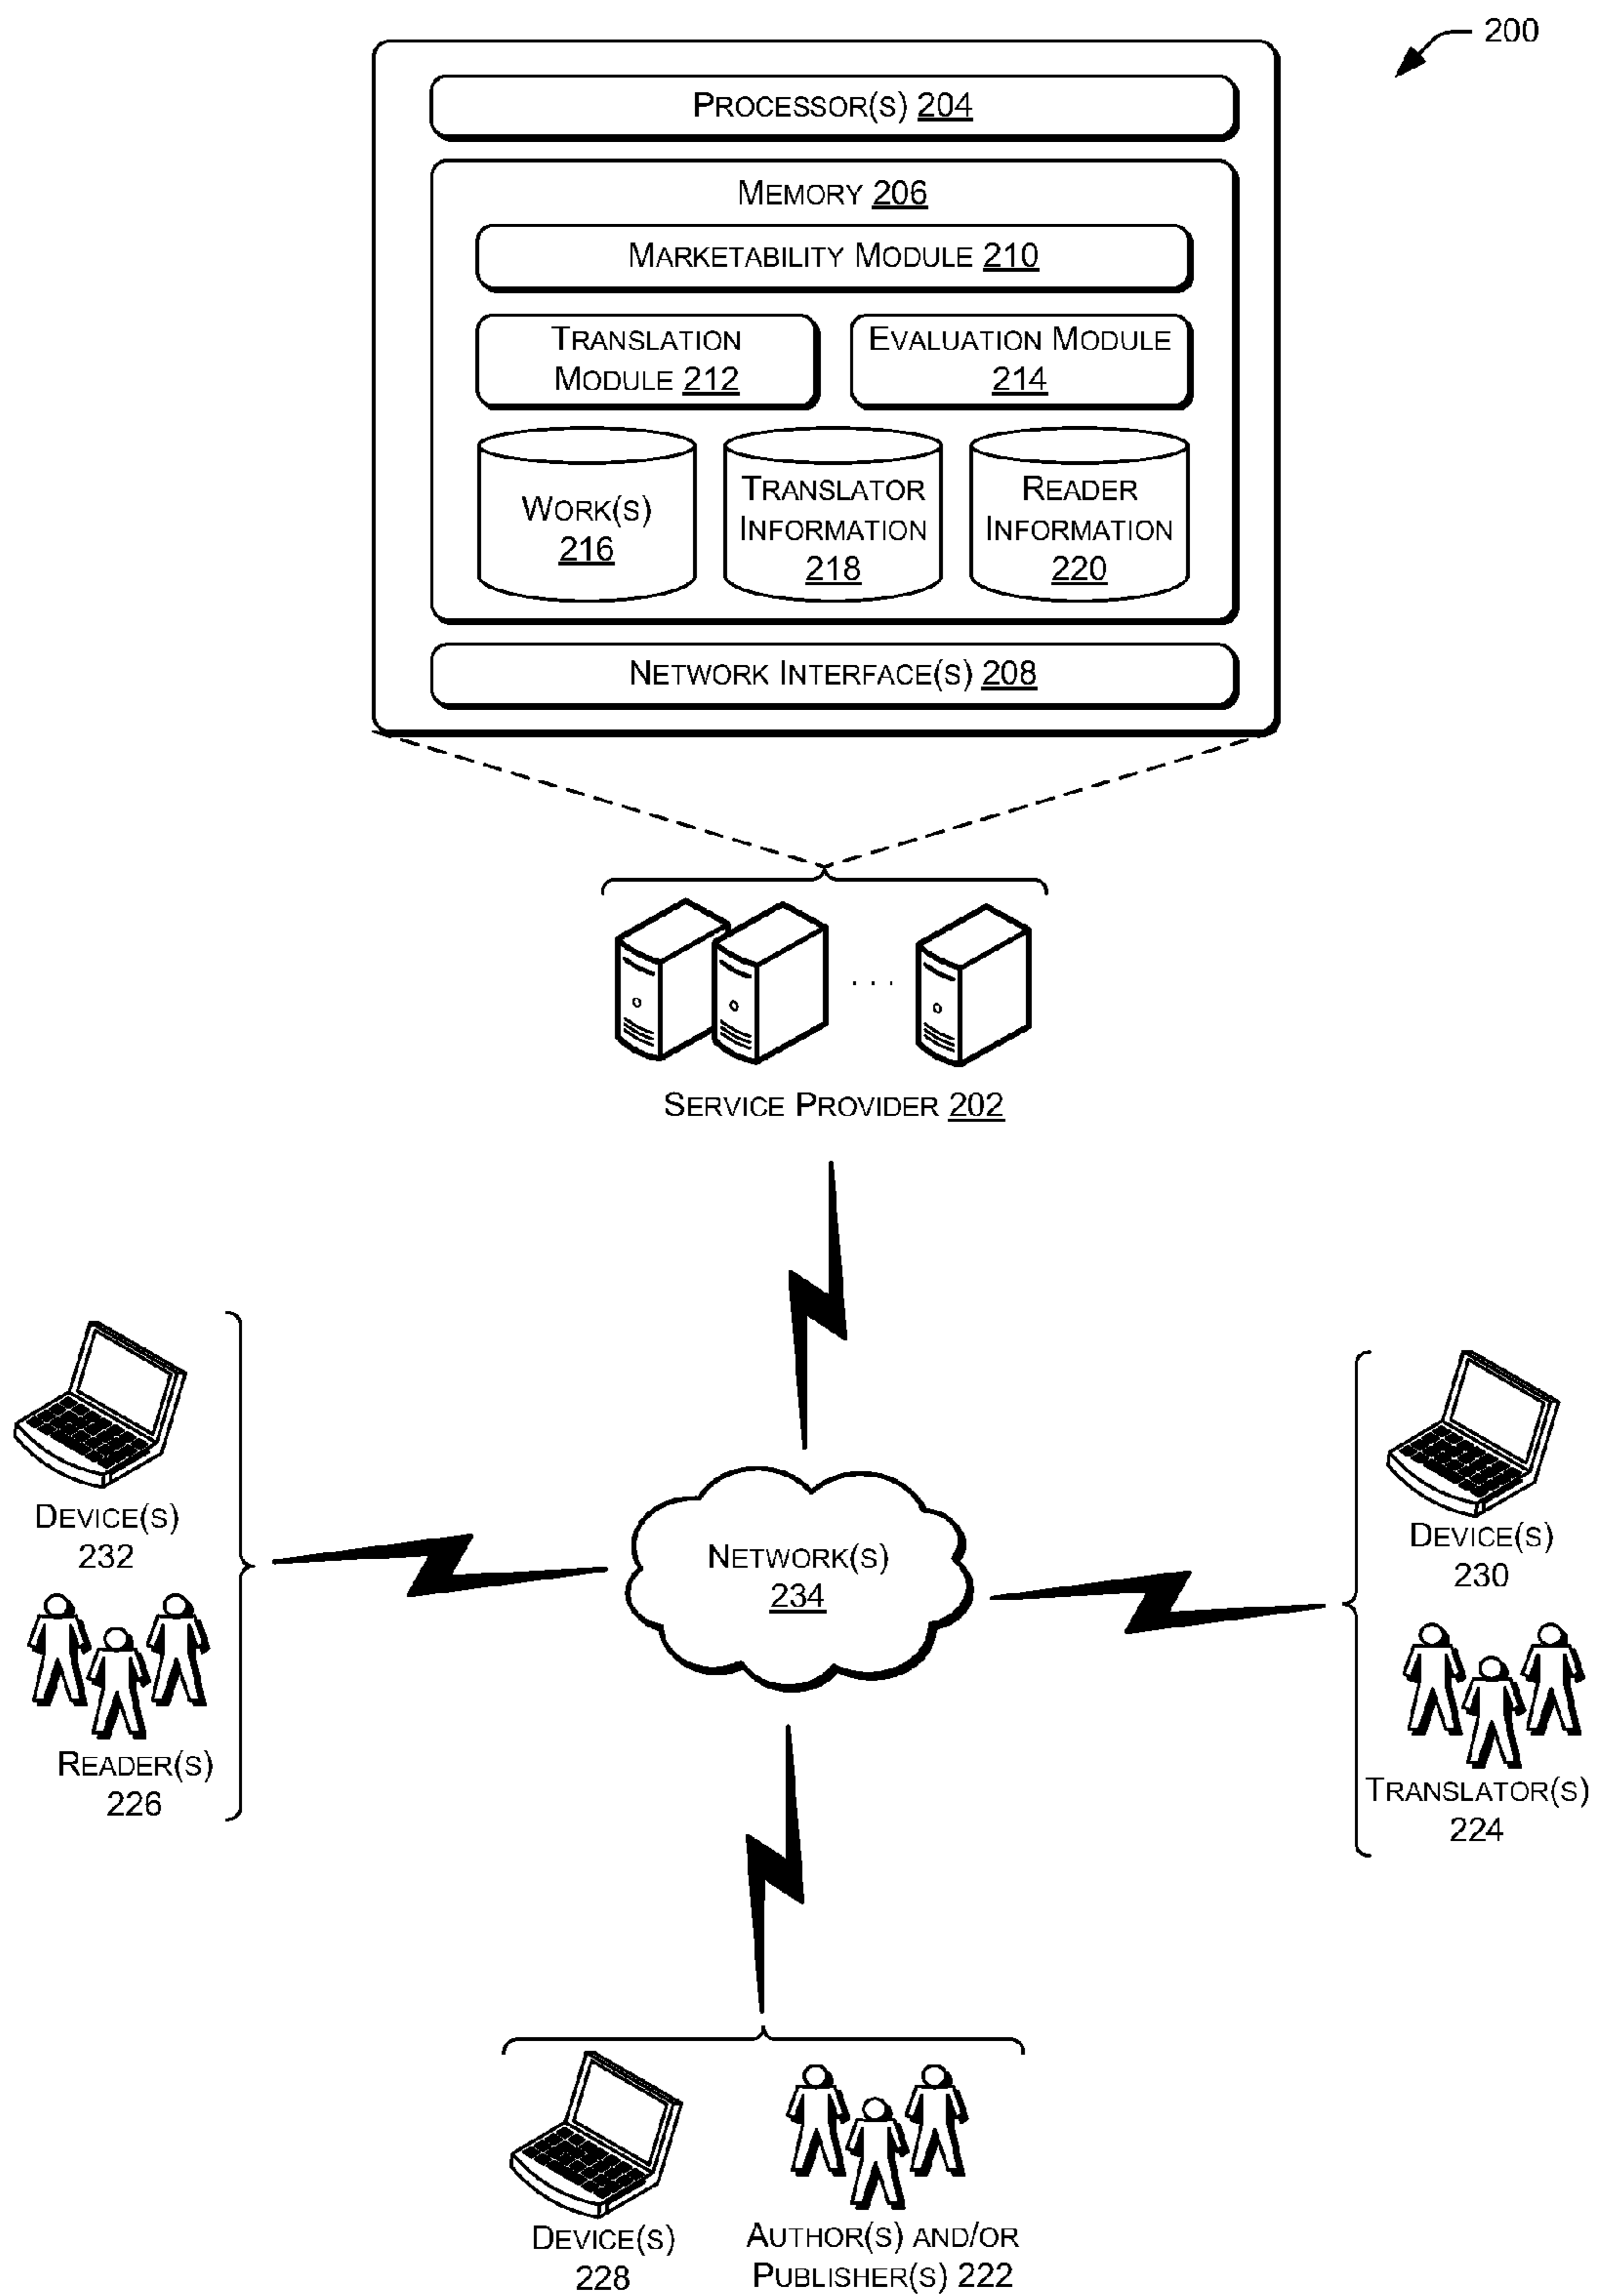 200
PROCESSOR(S) 204
MEMORY 206
MARKETABILITY MODULE 210
TRANSLATION
MODULE 212
EVALUATION MODULE
214
WORK(S)
216
TRANSLATOR
INFORMATION
218
READER
INFORMATION
220
NETWORK INTERFACE(S) 208
. . .
SERVICE PROVIDER 202
DEVICE(S)
232
READER(S)
226
NETWORK(S)
234
DEVICE(S)
230
TRANSLATOR(S)
224
DEVICE(S)
228
AUTHOR(S) AND/OR
PUBLISHER(S) 222